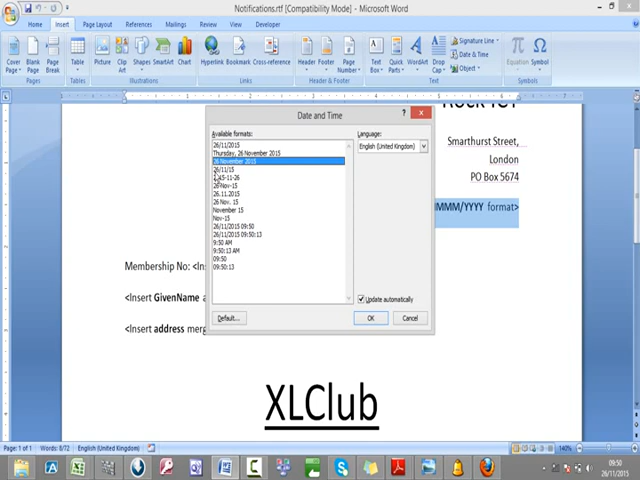 Notifications.rtf [Compatibility Mode] - Microsoft Word
Home Insert Page Layout References Mailings Review View Developer
Cover Page Blank Page Page Break Table Picture Clip Art Shapes SmartArt Chart Hyperlink Bookmark Cross-reference Header Footer Page Number Text Box Quick Parts WordArt Drop Cap Signature Line Date & Time Object Equation Symbol
Pages Tables Illustrations Links Header & Footer Text Symbols
Smarthurst Street,
London
PO Box 5674
MMM/YYYY format>
Date and Time
Available formats:
Language:
26/11/2015
Thursday, 26 November 2015
26 November 2015
26/11/15
15-11-26
26-Nov-15
26.11.2015
26 Nov. 15
November 15
Nov-15
26/11/2015 09:50
26/11/2015 09:50:13
9:50 AM
9:50:13 AM
09:50
09:50:13
English (United Kingdom)
Update automatically
Default...
OK
Cancel
Membership No: <Ins
<Insert GivenName a
<Insert address merg
XLClub
Page: 1 of 1 Words: 8/72 English (United Kingdom) 140%
09:50
26/11/2015